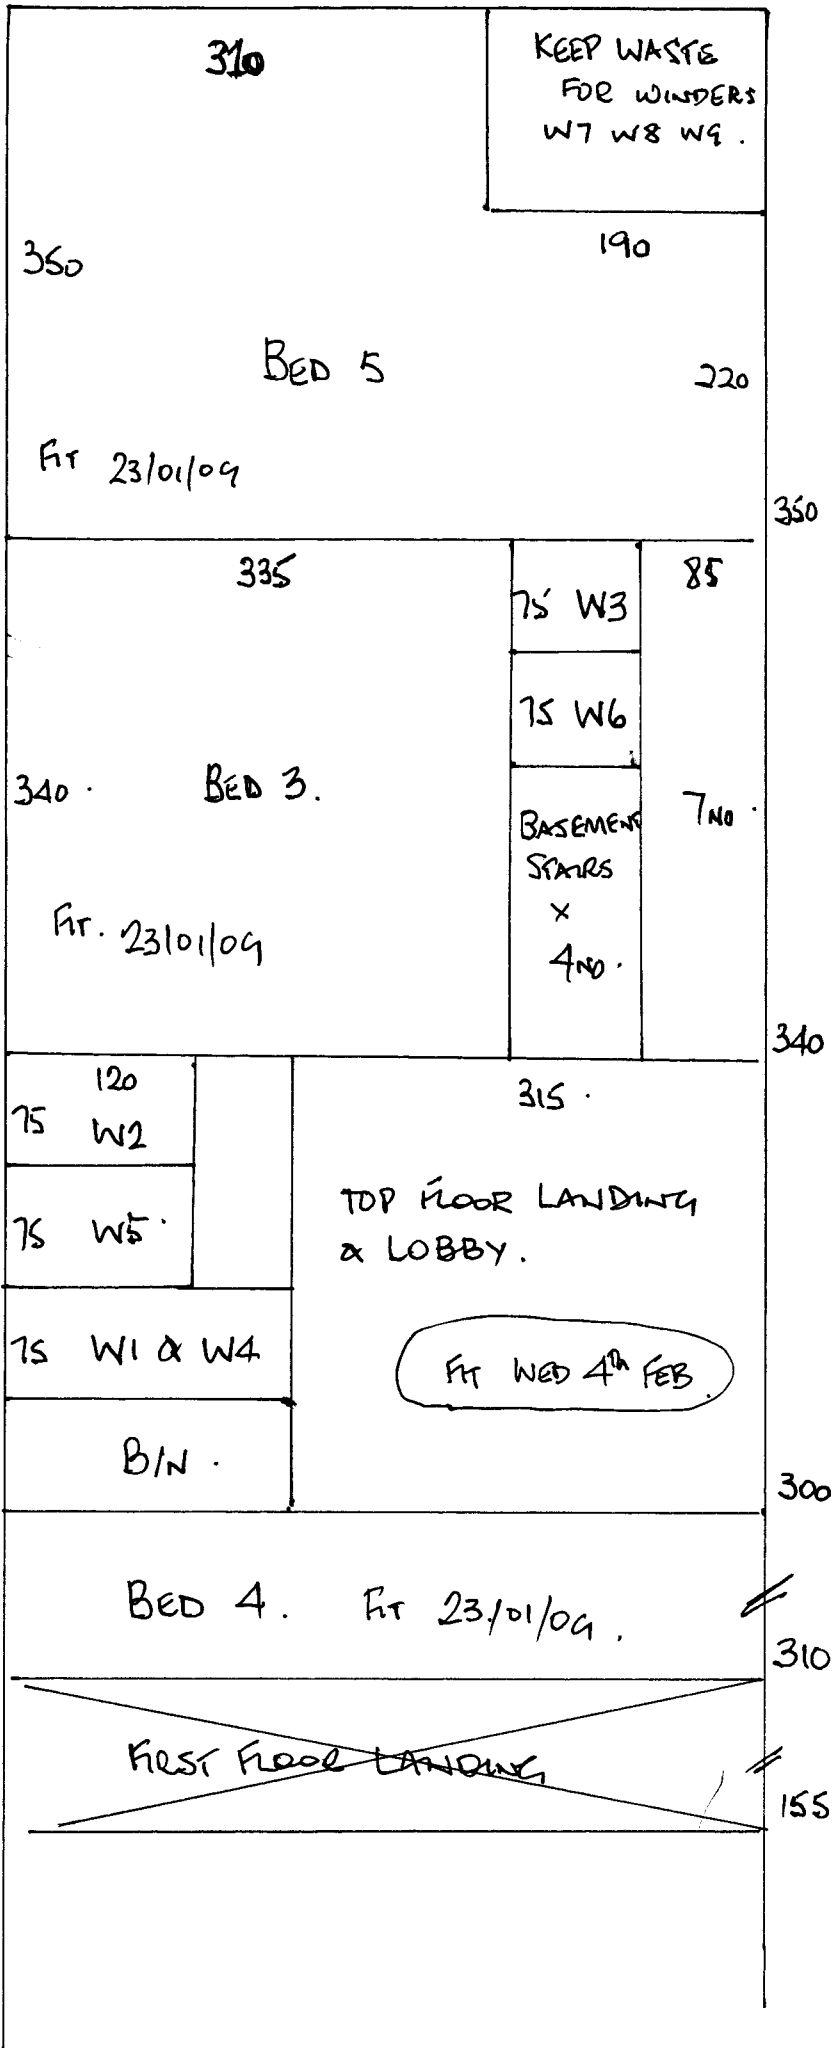 310
KEEP WASTE
FOR WINDERS
W7 W8 W9.
190
350
BED 5
220
FIT 23/01/09
350
335
85
75 W3
75 W6
340.
BED 3.
7NO.
BASEMENT
STAIRS
X
4NO.
FIT. 23/01/09
340
120
75 W2
315.
TOP FLOOR LANDING
& LOBBY.
75 W5.
75 W1 & W4
FIT WED 4th FEB.
B/N.
300
BED 4. FIT 23/01/09.
310
FIRST FLOOR LANDING
155